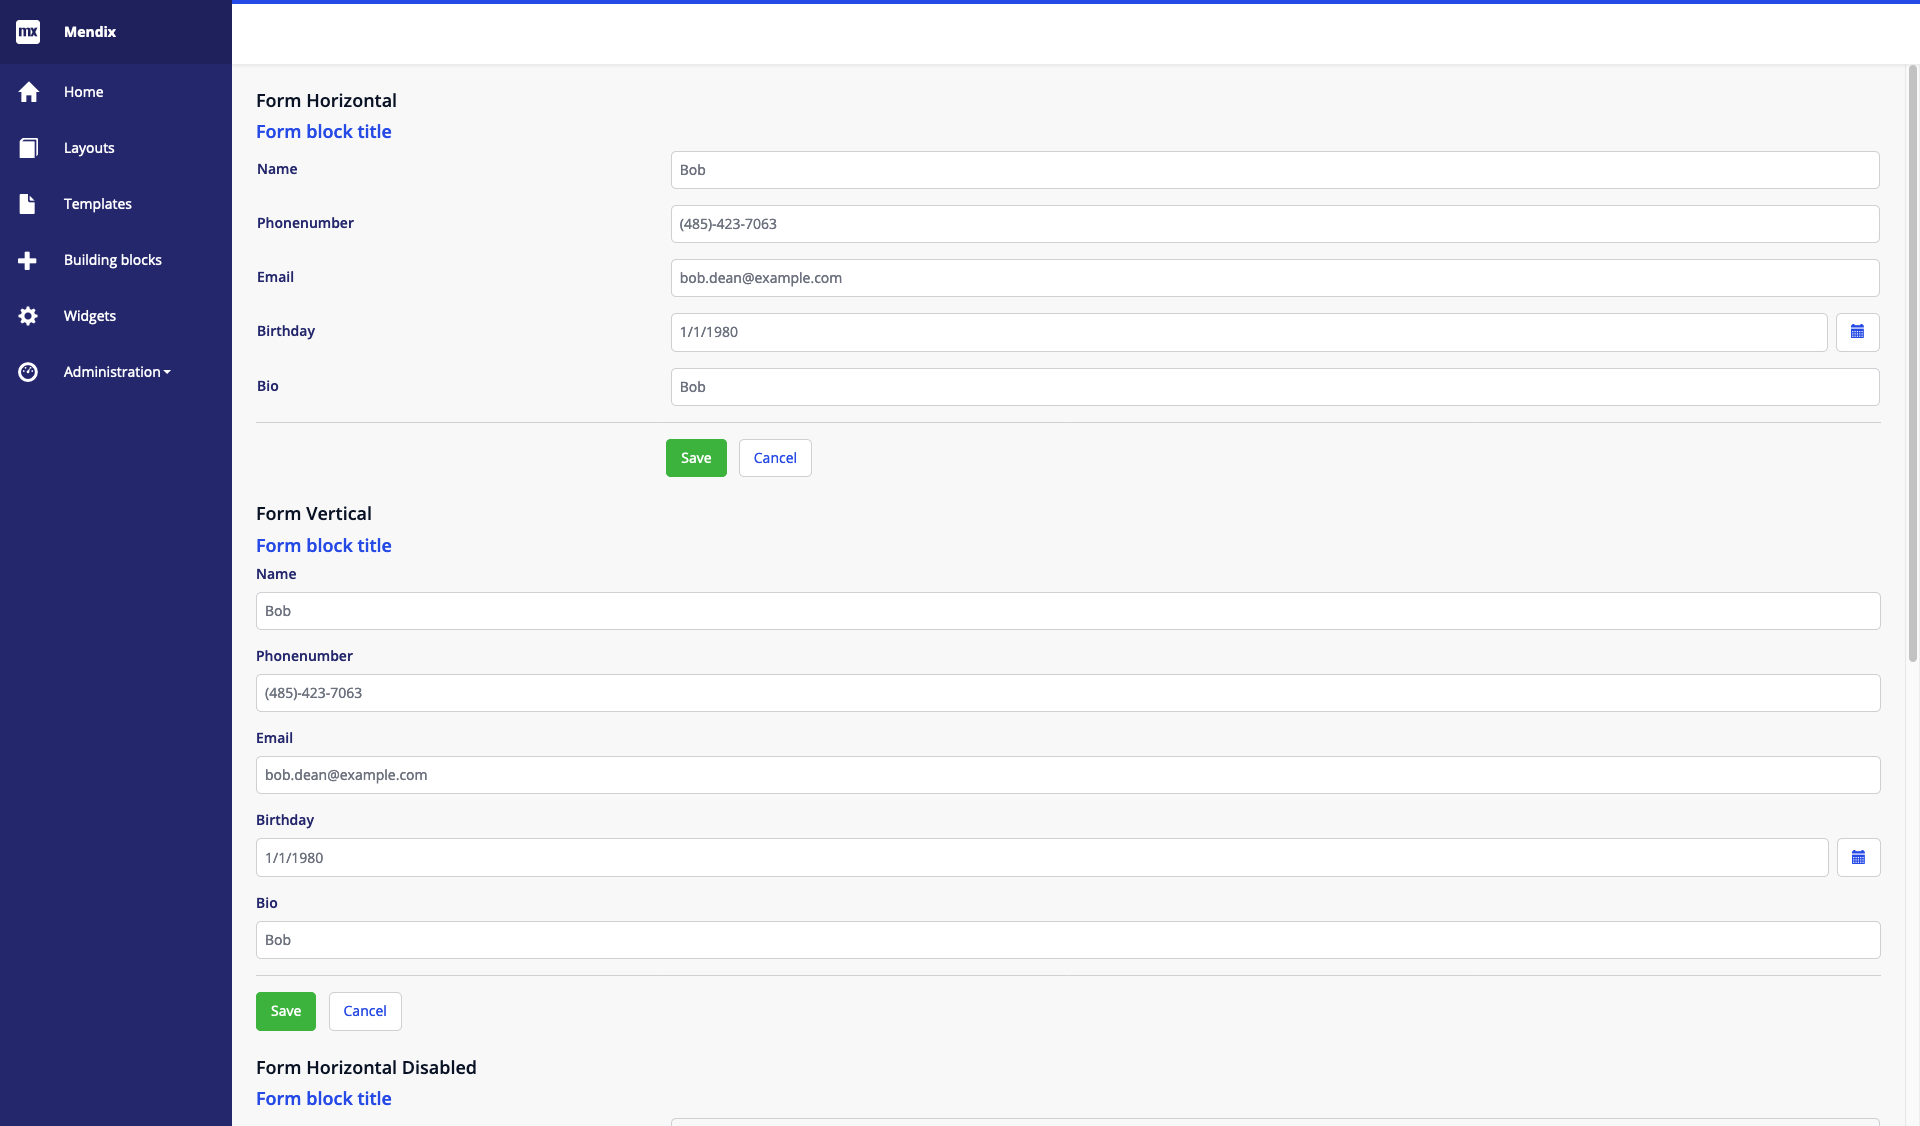 mx Mendix
Home
Layouts
Templates
Building blocks
Widgets
Administration
Form Horizontal
Form block title
Name Bob
Phonenumber (485)-423-7063
Email bob.dean@example.com
Birthday 1/1/1980
Bio Bob
Save Cancel
Form Vertical
Form block title
Name
Bob
Phonenumber
(485)-423-7063
Email
bob.dean@example.com
Birthday
1/1/1980
Bio
Bob
Save Cancel
Form Horizontal Disabled
Form block title